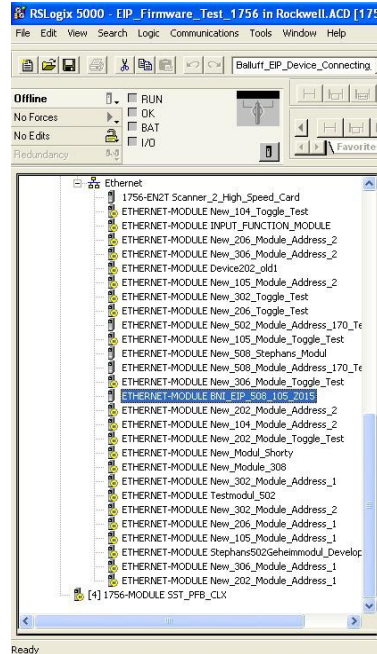 RSLogix 5000 - EIP_Firmware_Test_1756 in Rockwell.ACD [175
File Edit View Search Logic Communications Tools Window Help
Balluff_EIP_Device_Connecting_
Offline
RUN
No Forces
OK
BAT
No Edits
I/O
Redundancy
Favorite
Ethernet
1756-EN2T Scanner_2_High_Speed_Card
ETHERNET-MODULE New_104_Toggle_Test
ETHERNET-MODULE INPUT_FUNCTION_MODULE
ETHERNET-MODULE New_206_Module_Address_2
ETHERNET-MODULE New_306_Module_Address_2
ETHERNET-MODULE Device202_old1
ETHERNET-MODULE New_105_Module_Address_2
ETHERNET-MODULE New_302_Toggle_Test
ETHERNET-MODULE New_206_Toggle_Test
ETHERNET-MODULE New_502_Module_Address_170_Te
ETHERNET-MODULE New_105_Module_Toggle_Test
ETHERNET-MODULE New_508_Stephans_Modul
ETHERNET-MODULE New_508_Module_Address_170_Te
ETHERNET-MODULE New_306_Module_Toggle_Test
ETHERNET-MODULE BNI_EIP_508_105_Z015
ETHERNET-MODULE New_202_Module_Address_2
ETHERNET-MODULE New_104_Module_Address_2
ETHERNET-MODULE New_202_Module_Toggle_Test
ETHERNET-MODULE New_Modul_Shorty
ETHERNET-MODULE New_Module_308
ETHERNET-MODULE New_302_Module_Address_1
ETHERNET-MODULE Testmodul_502
ETHERNET-MODULE New_302_Module_Address_2
ETHERNET-MODULE New_206_Module_Address_1
ETHERNET-MODULE New_105_Module_Address_1
ETHERNET-MODULE Stephans502Geheimmodul_Develop
ETHERNET-MODULE New_306_Module_Address_1
ETHERNET-MODULE New_202_Module_Address_1
[4] 1756-MODULE SST_PFB_CLX
Ready